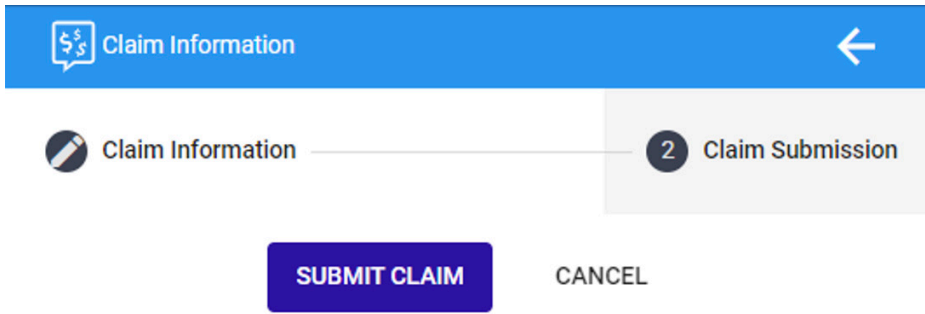 Claim Information
Claim Information 2 Claim Submission
SUBMIT CLAIM CANCEL